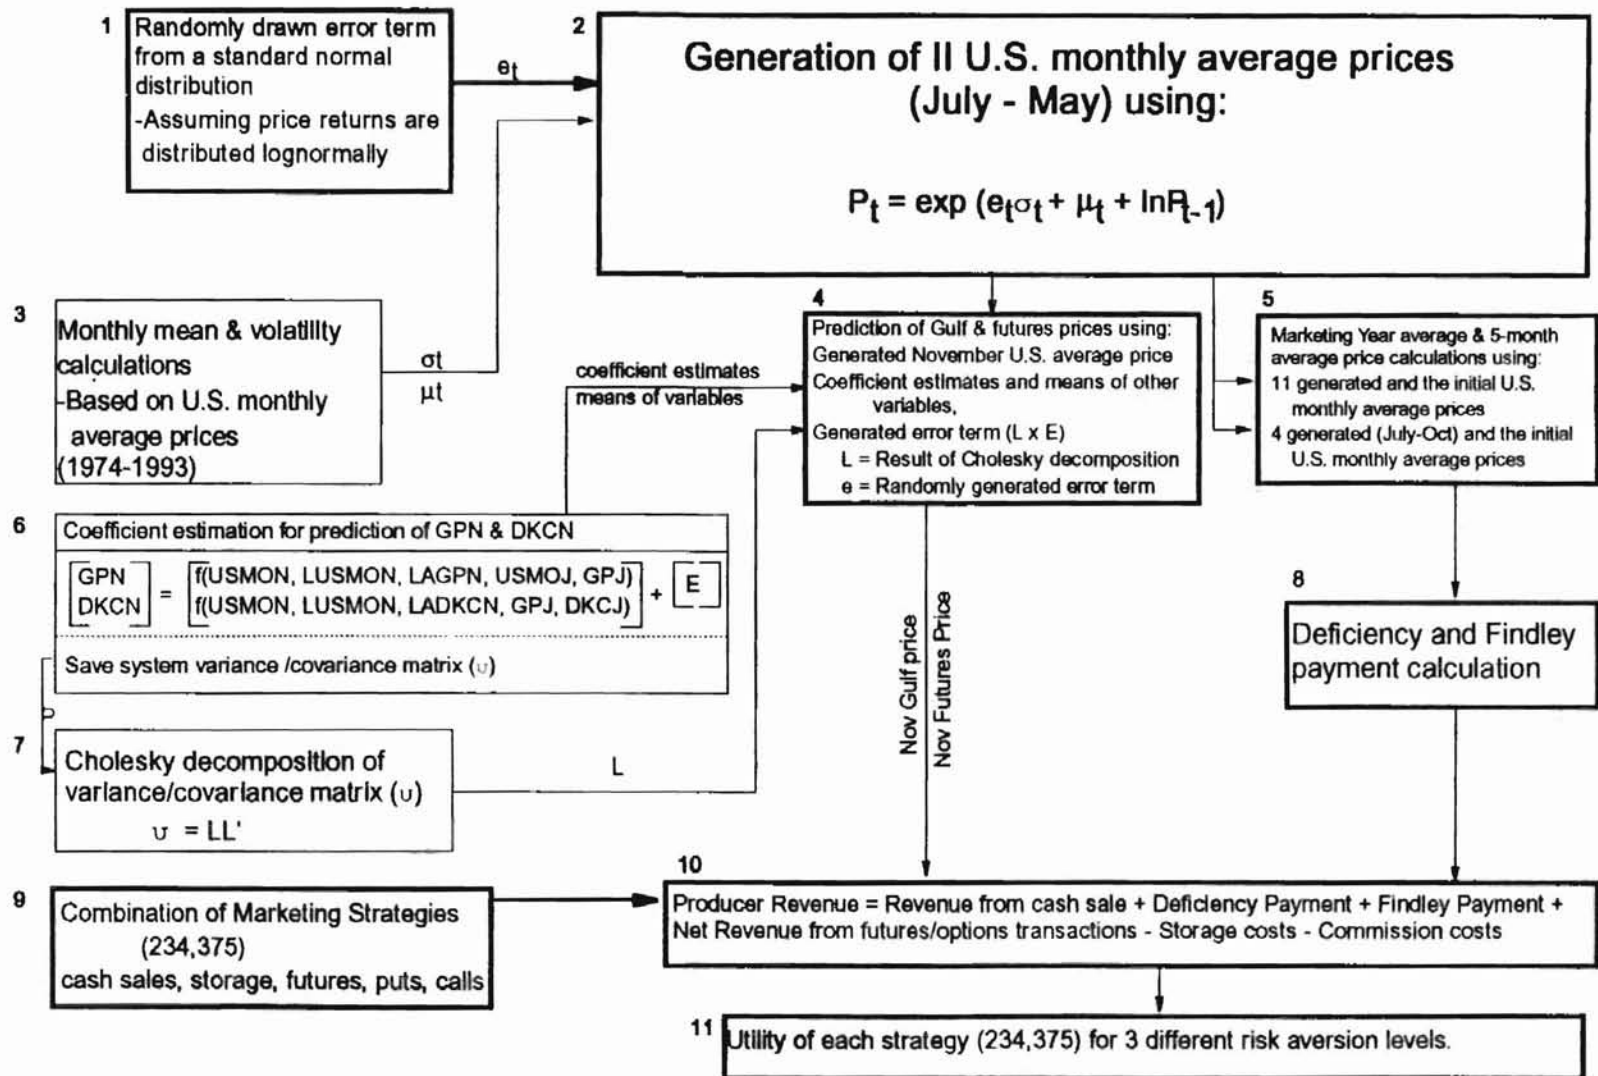 1
Randomly drawn error term
from a standard normal
distribution
-Assuming price returns are
distributed lognormally
et
2
Generation of II U.S. monthly average prices
(July - May) using:
Pt = exp (etσt + μt + lnPt-1)
3
Monthly mean & volatility
calculations
-Based on U.S. monthly
average prices
(1974-1993)
σt
μt
coefficient estimates
means of variables
4
Prediction of Gulf & futures prices using:
Generated November U.S. average price
Coefficient estimates and means of other
variables,
Generated error term (L x E)
L = Result of Cholesky decomposition
e = Randomly generated error term
5
Marketing Year average & 5-month
average price calculations using:
11 generated and the initial U.S.
monthly average prices
4 generated (July-Oct) and the initial
U.S. monthly average prices
6
Coefficient estimation for prediction of GPN & DKCN
[GPN] = [f(USMON, LUSMON, LAGPN, USMOJ, GPJ)] + [E]
[DKCN] [f(USMON, LUSMON, LADKCN, GPJ, DKCJ)]
Save system variance /covariance matrix (υ)
υ
7
Cholesky decomposition of
variance/covariance matrix (υ)
υ = LL'
L
Nov Gulf price
Nov Futures Price
8
Deficiency and Findley
payment calculation
9
Combination of Marketing Strategies
(234,375)
cash sales, storage, futures, puts, calls
10
Producer Revenue = Revenue from cash sale + Deficiency Payment + Findley Payment +
Net Revenue from futures/options transactions - Storage costs - Commission costs
11
Utility of each strategy (234,375) for 3 different risk aversion levels.